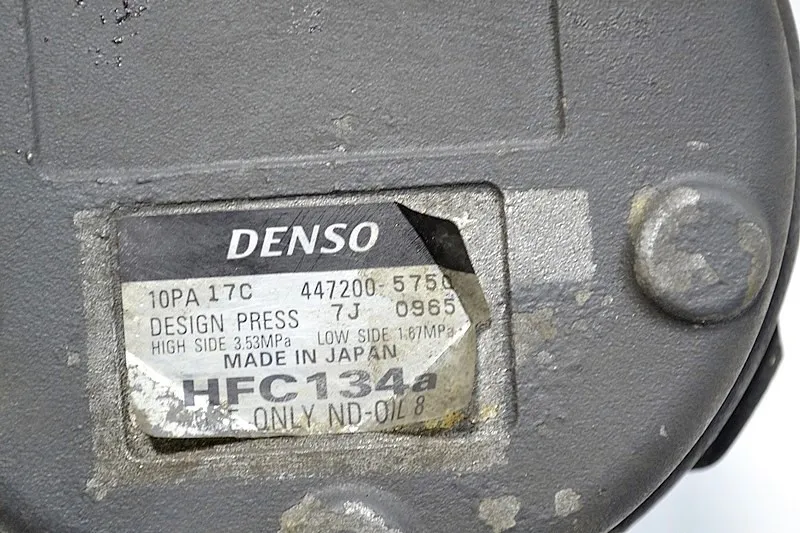 DENSO
10PA 17C 447200-5750
DESIGN PRESS 7J 0965
HIGH SIDE 3.53MPa LOW SIDE 1.67MPa
MADE IN JAPAN
HFC134a
ONLY ND-OIL 8